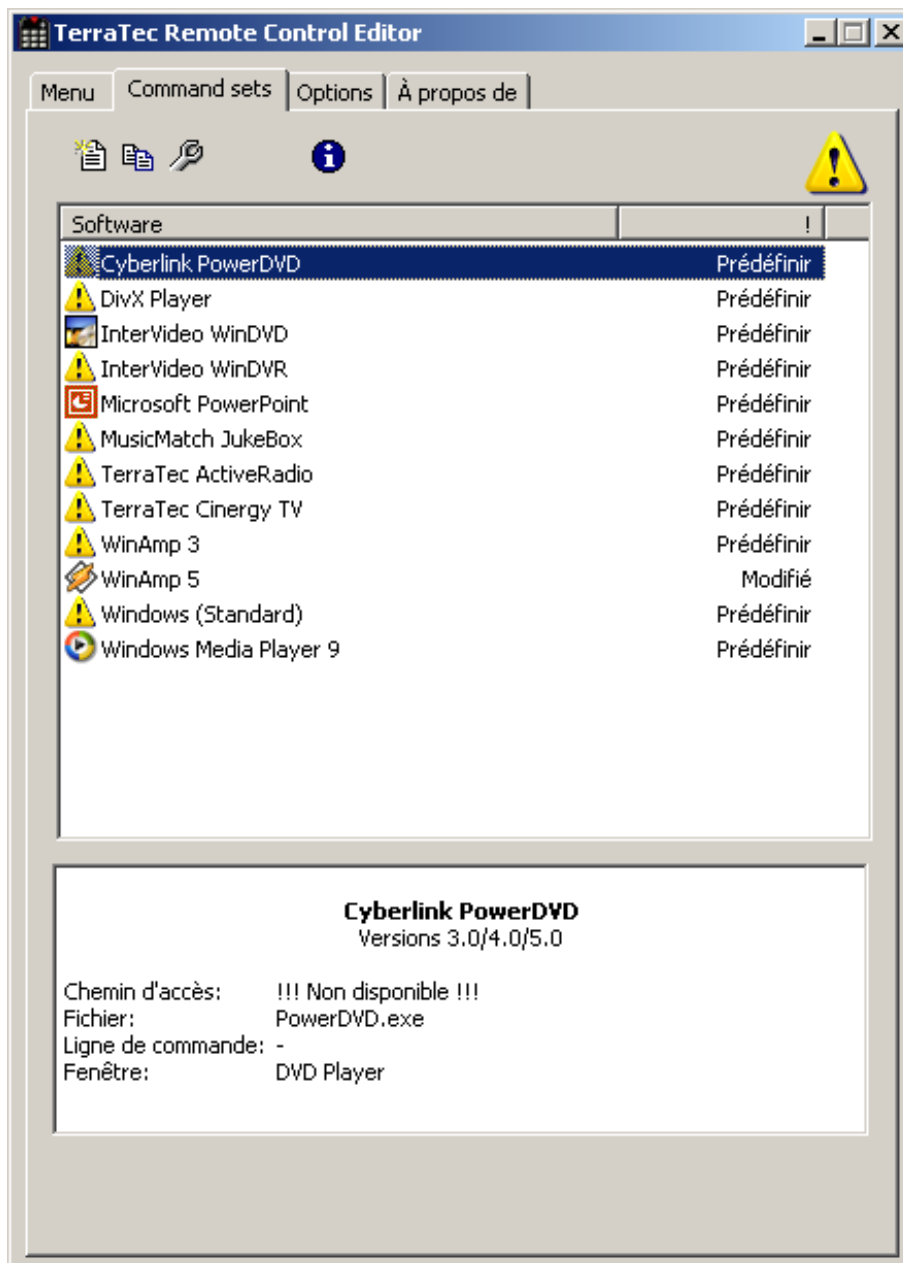 TerraTec Remote Control Editor
Menu Command sets Options À propos de
Software !
Cyberlink PowerDVD Prédéfinir
DivX Player Prédéfinir
InterVideo WinDVD Prédéfinir
InterVideo WinDVR Prédéfinir
Microsoft PowerPoint Prédéfinir
MusicMatch JukeBox Prédéfinir
TerraTec ActiveRadio Prédéfinir
TerraTec Cinergy TV Prédéfinir
WinAmp 3 Prédéfinir
WinAmp 5 Modifié
Windows (Standard) Prédéfinir
Windows Media Player 9 Prédéfinir
Cyberlink PowerDVD
Versions 3.0/4.0/5.0
Chemin d'accès: !!! Non disponible !!!
Fichier: PowerDVD.exe
Ligne de commande: -
Fenêtre: DVD Player